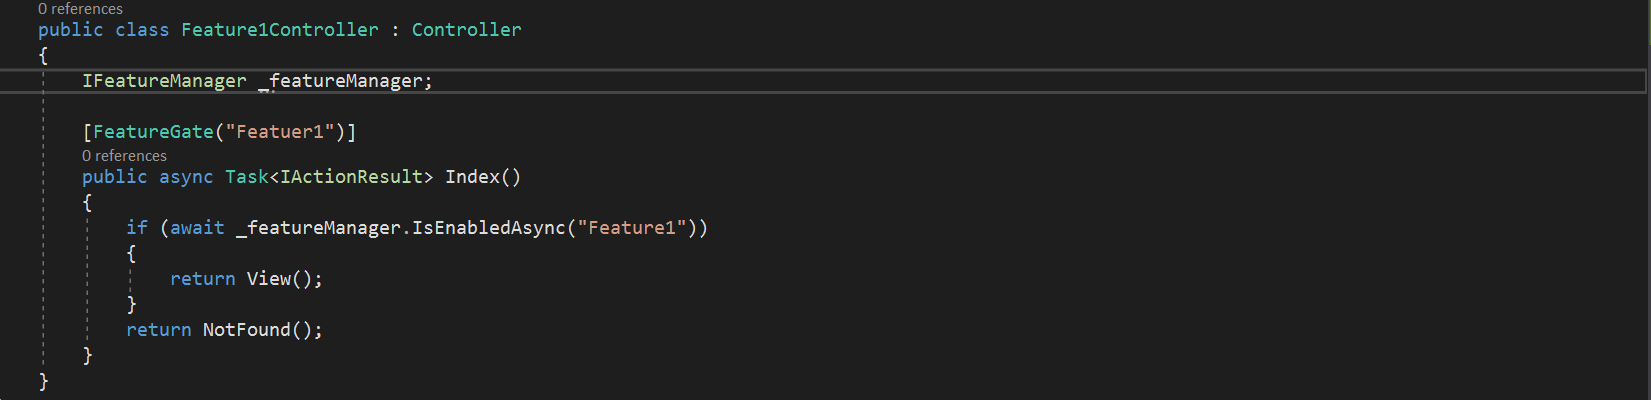 0 references
public class Feature1Controller : Controller
{
IFeatureManager _featureManager;
[FeatureGate("Featuer1")]
0 references
public async Task<IActionResult> Index()
{
if (await _featureManager.IsEnabledAsync("Feature1"))
{
return View();
}
return NotFound();
}
}